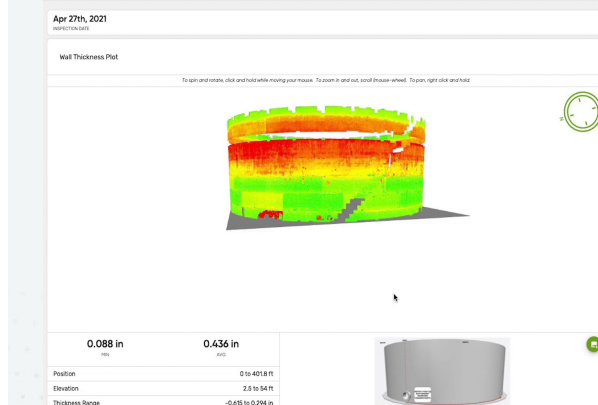 Apr 27th, 2021
INSPECTION DATE
Wall Thickness Plot
To spin and rotate, click and hold while moving your mouse. To zoom in and out, scroll (mouse-wheel). To pan, right click and hold.
0.088 in
0.436 in
MIN
AVG
Position 0 to 401.8 ft
Elevation 2.5 to 54 ft
Thickness Range -0.615 to 0.294 in